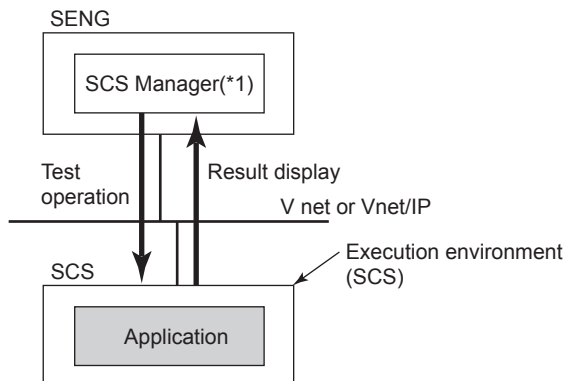 SENG
SCS Manager(*1)
Test
operation
Result display
V net or Vnet/IP
SCS
Execution environment
(SCS)
Application